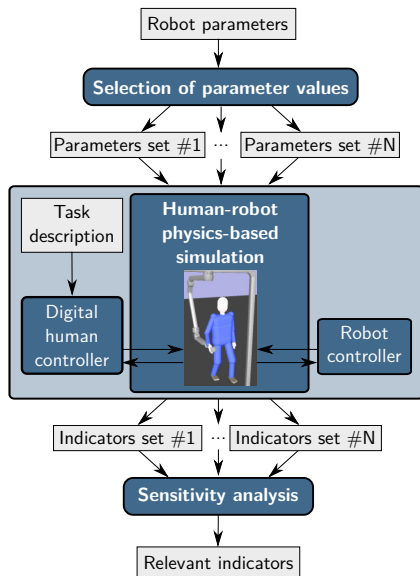 Robot parameters
Selection of parameter values
Parameters set #1 ... Parameters set #N
Task
description
Human-robot
physics-based
simulation
Digital
human
controller
Robot
controller
Indicators set #1 ... Indicators set #N
Sensitivity analysis
Relevant indicators